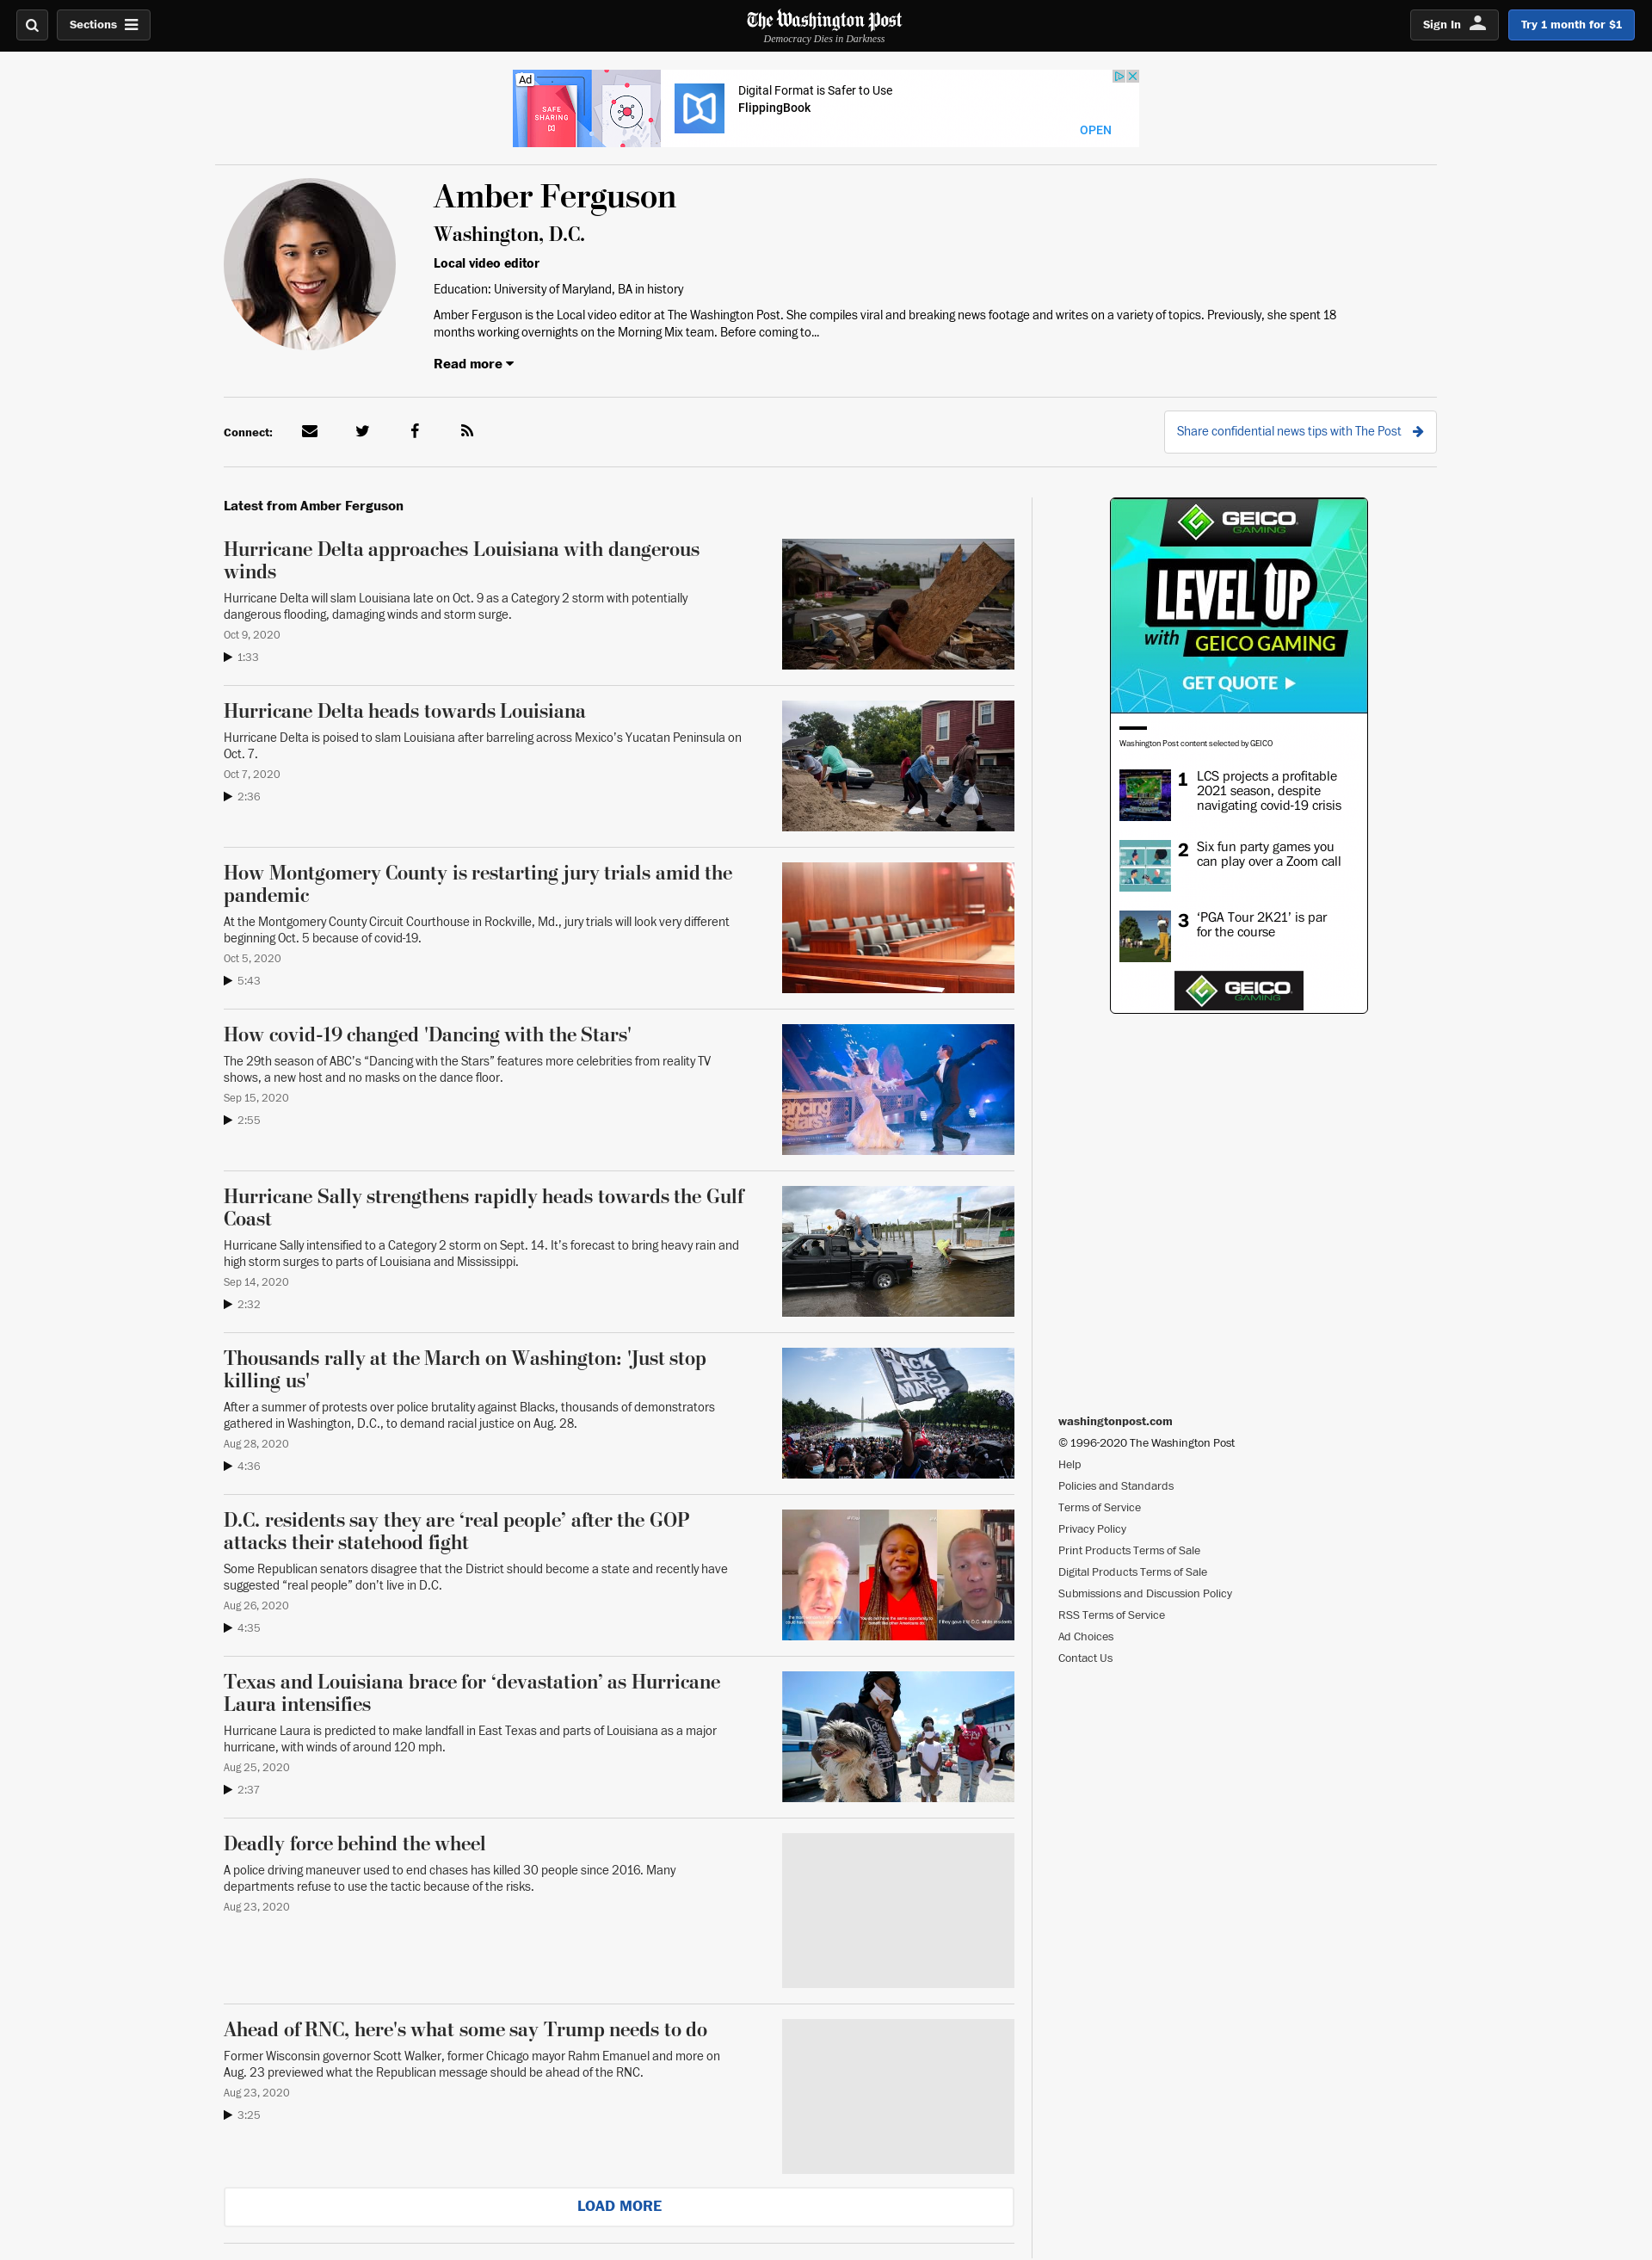 Sections
The Washington Post
Democracy Dies in Darkness
Sign In
Try 1 month for $1
Ad
SAFE
SHARING
Digital Format is Safer to Use
FlippingBook
OPEN
Amber Ferguson
Washington, D.C.
Local video editor
Education: University of Maryland, BA in history
Amber Ferguson is the Local video editor at The Washington Post. She compiles viral and breaking news footage and writes on a variety of topics. Previously, she spent 18
months working overnights on the Morning Mix team. Before coming to...
Read more
Connect:
Share confidential news tips with The Post
Latest from Amber Ferguson
Hurricane Delta approaches Louisiana with dangerous
winds
Hurricane Delta will slam Louisiana late on Oct. 9 as a Category 2 storm with potentially
dangerous flooding, damaging winds and storm surge.
Oct 9, 2020
1:33
Hurricane Delta heads towards Louisiana
Hurricane Delta is poised to slam Louisiana after barreling across Mexico’s Yucatan Peninsula on
Oct. 7.
Oct 7, 2020
2:36
How Montgomery County is restarting jury trials amid the
pandemic
At the Montgomery County Circuit Courthouse in Rockville, Md., jury trials will look very different
beginning Oct. 5 because of covid-19.
Oct 5, 2020
5:43
How covid-19 changed 'Dancing with the Stars'
The 29th season of ABC’s “Dancing with the Stars” features more celebrities from reality TV
shows, a new host and no masks on the dance floor.
Sep 15, 2020
2:55
Hurricane Sally strengthens rapidly heads towards the Gulf
Coast
Hurricane Sally intensified to a Category 2 storm on Sept. 14. It’s forecast to bring heavy rain and
high storm surges to parts of Louisiana and Mississippi.
Sep 14, 2020
2:32
Thousands rally at the March on Washington: 'Just stop
killing us'
After a summer of protests over police brutality against Blacks, thousands of demonstrators
gathered in Washington, D.C., to demand racial justice on Aug. 28.
Aug 28, 2020
4:36
BLACK
LIVES
MATTER
D.C. residents say they are ‘real people’ after the GOP
attacks their statehood fight
Some Republican senators disagree that the District should become a state and recently have
suggested “real people” don’t live in D.C.
Aug 26, 2020
4:35
Texas and Louisiana brace for ‘devastation’ as Hurricane
Laura intensifies
Hurricane Laura is predicted to make landfall in East Texas and parts of Louisiana as a major
hurricane, with winds of around 120 mph.
Aug 25, 2020
2:37
Deadly force behind the wheel
A police driving maneuver used to end chases has killed 30 people since 2016. Many
departments refuse to use the tactic because of the risks.
Aug 23, 2020
Ahead of RNC, here's what some say Trump needs to do
Former Wisconsin governor Scott Walker, former Chicago mayor Rahm Emanuel and more on
Aug. 23 previewed what the Republican message should be ahead of the RNC.
Aug 23, 2020
3:25
LOAD MORE
GEICO
GAMING
LEVEL UP
with GEICO GAMING
GET QUOTE
Washington Post content selected by GEICO
1 LCS projects a profitable
2021 season, despite
navigating covid-19 crisis
2 Six fun party games you
can play over a Zoom call
3 ‘PGA Tour 2K21’ is par
for the course
GEICO
GAMING
washingtonpost.com
© 1996-2020 The Washington Post
Help
Policies and Standards
Terms of Service
Privacy Policy
Print Products Terms of Sale
Digital Products Terms of Sale
Submissions and Discussion Policy
RSS Terms of Service
Ad Choices
Contact Us